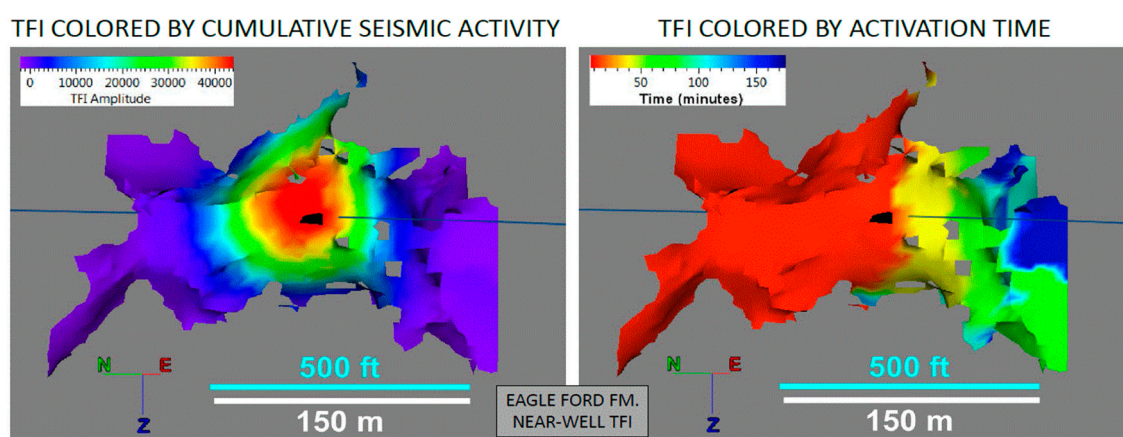 TFI COLORED BY CUMULATIVE SEISMIC ACTIVITY
TFI COLORED BY ACTIVATION TIME
0 10000 20000 30000 40000
TFI Amplitude
50 100 150
Time (minutes)
N E
Z
500 ft
150 m
EAGLE FORD FM.
NEAR-WELL TFI
N E
Z
500 ft
150 m